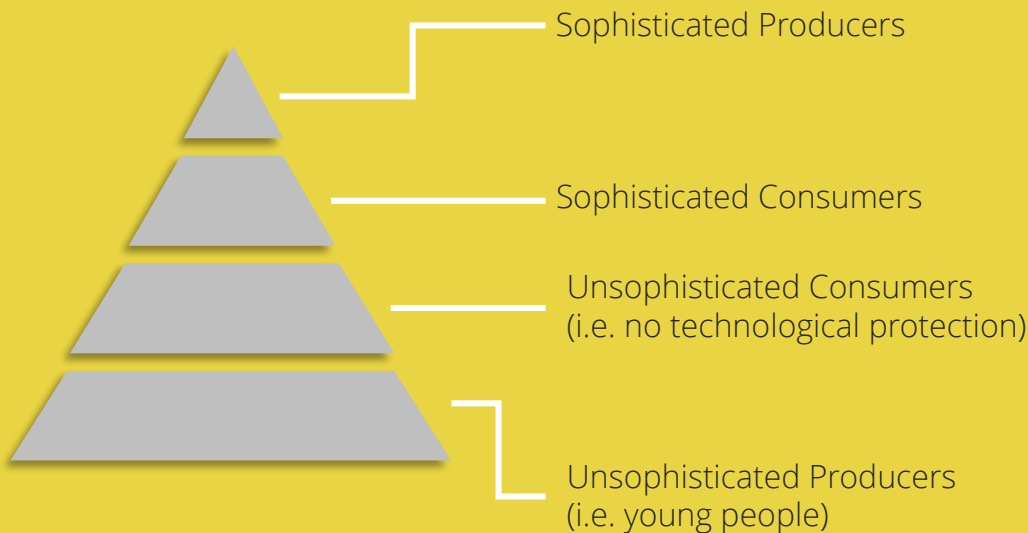 Sophisticated Producers
Sophisticated Consumers
Unsophisticated Consumers
(i.e. no technological protection)
Unsophisticated Producers
(i.e. young people)